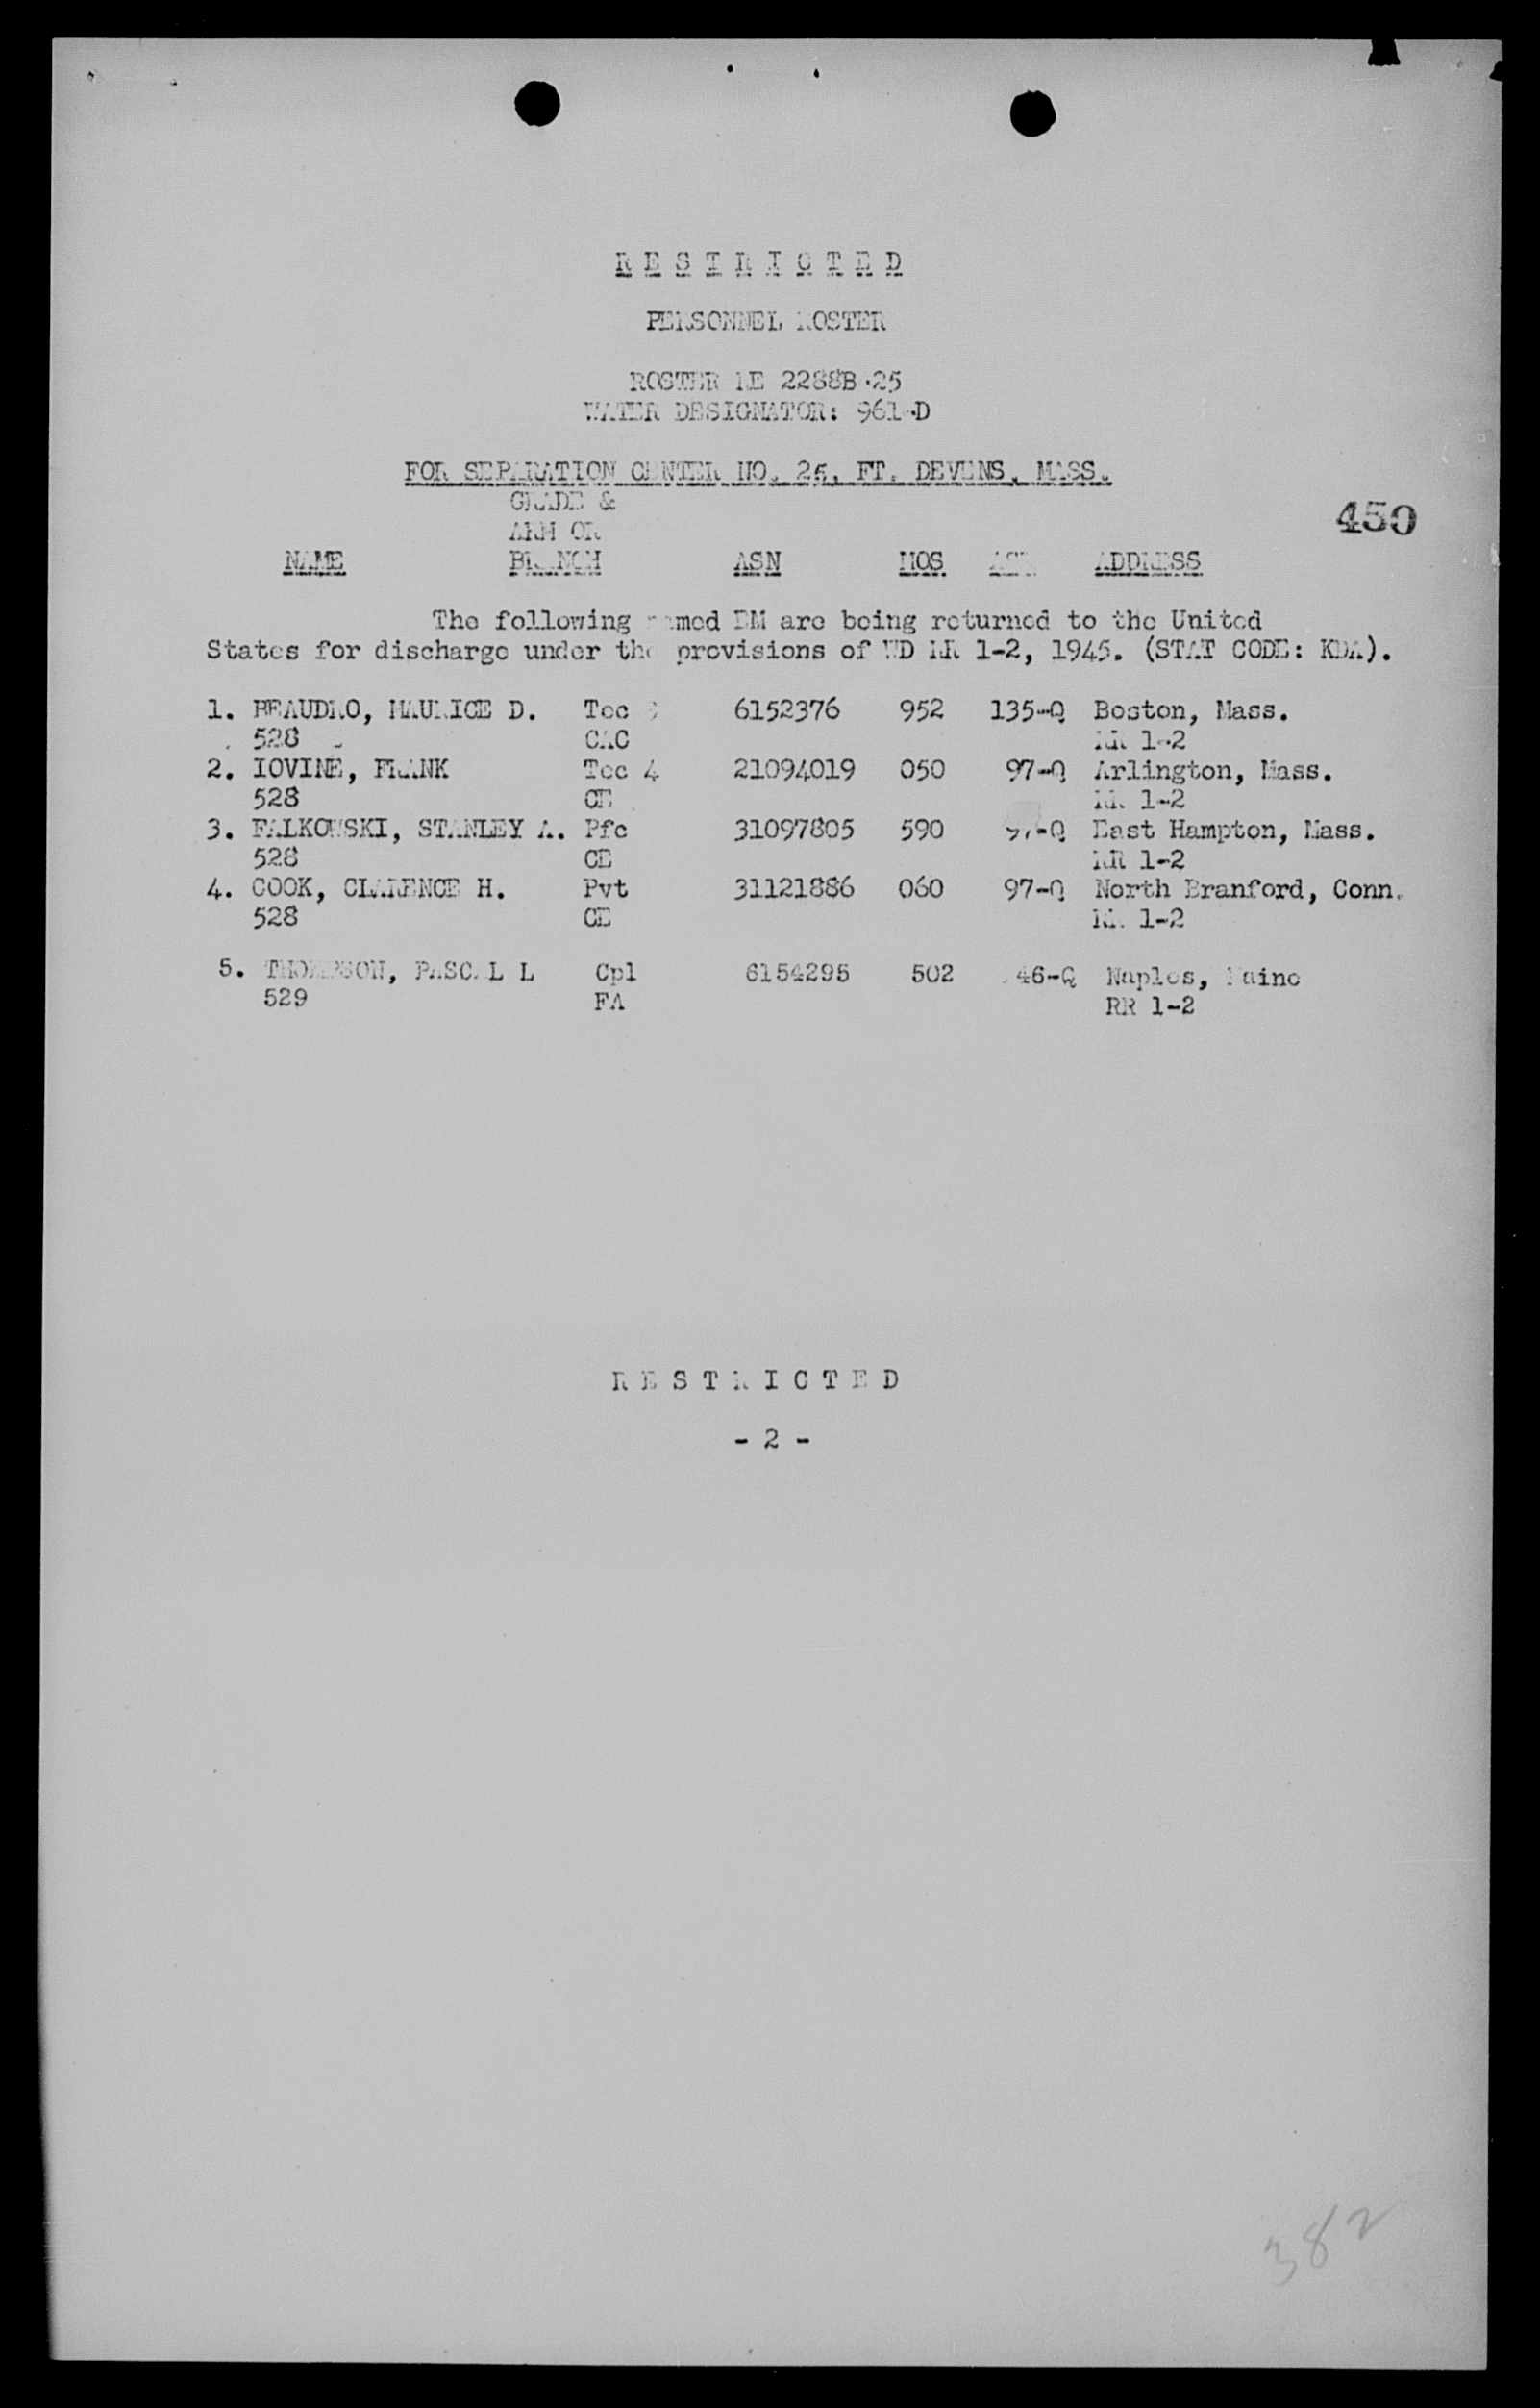 RESTRICTED
PERSONNEL ROSTER
ROSTER RE 2288B-25
WATER DESIGNATOR: 961-D
FOR SEPARATION CENTER NO. 25, FT. DEVENS, MASS.
GRADE &
450
ARM OR
NAME BRANCH ASN MOS ADDRESS
The following named EM are being returned to the United
States for discharge under the provisions of WD RR 1-2, 1945. (STAT CODE: KDA).
1. BEAUDRO, MAURICE D. Tec 6152376 952 135-Q Boston, Mass.
528 CAC RR 1-2
2. IOVINE, FRANK Tec 4 21094019 050 97-Q Arlington, Mass.
528 CE RR 1-2
3. FALKOWSKI, STANLEY A. Pfc 31097805 590 97-Q East Hampton, Mass.
528 CE RR 1-2
4. COOK, CLARENCE H. Pvt 31121886 060 97-Q North Branford, Conn.
528 CE RR 1-2
5. THOMPSON, PASCAL L Cpl 6154295 502 46-Q Naples, Maine
529 FA RR 1-2
RESTRICTED
- 2 -
382